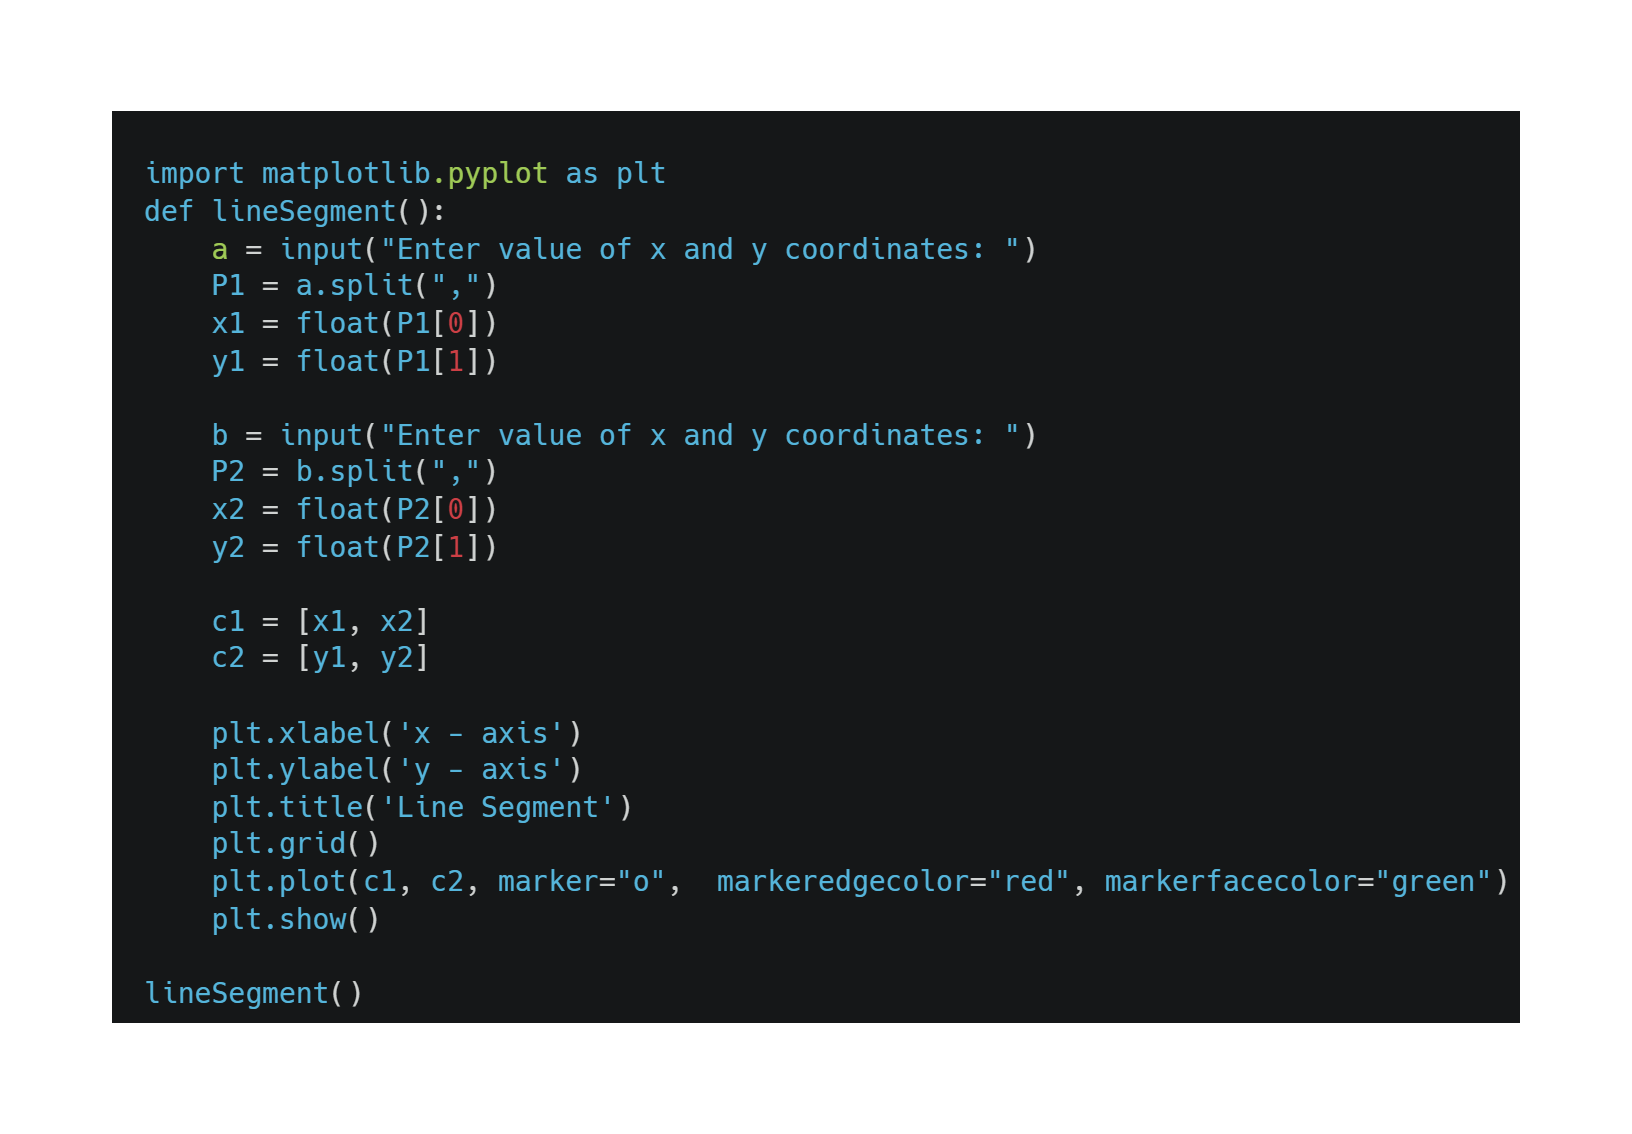 import matplotlib.pyplot as plt
def lineSegment():
    a = input("Enter value of x and y coordinates: ")
    P1 = a.split(",")
    x1 = float(P1[0])
    y1 = float(P1[1])

    b = input("Enter value of x and y coordinates: ")
    P2 = b.split(",")
    x2 = float(P2[0])
    y2 = float(P2[1])

    c1 = [x1, x2]
    c2 = [y1, y2]

    plt.xlabel('x - axis')
    plt.ylabel('y - axis')
    plt.title('Line Segment')
    plt.grid()
    plt.plot(c1, c2, marker="o",  markeredgecolor="red", markerfacecolor="green")
    plt.show()

lineSegment()